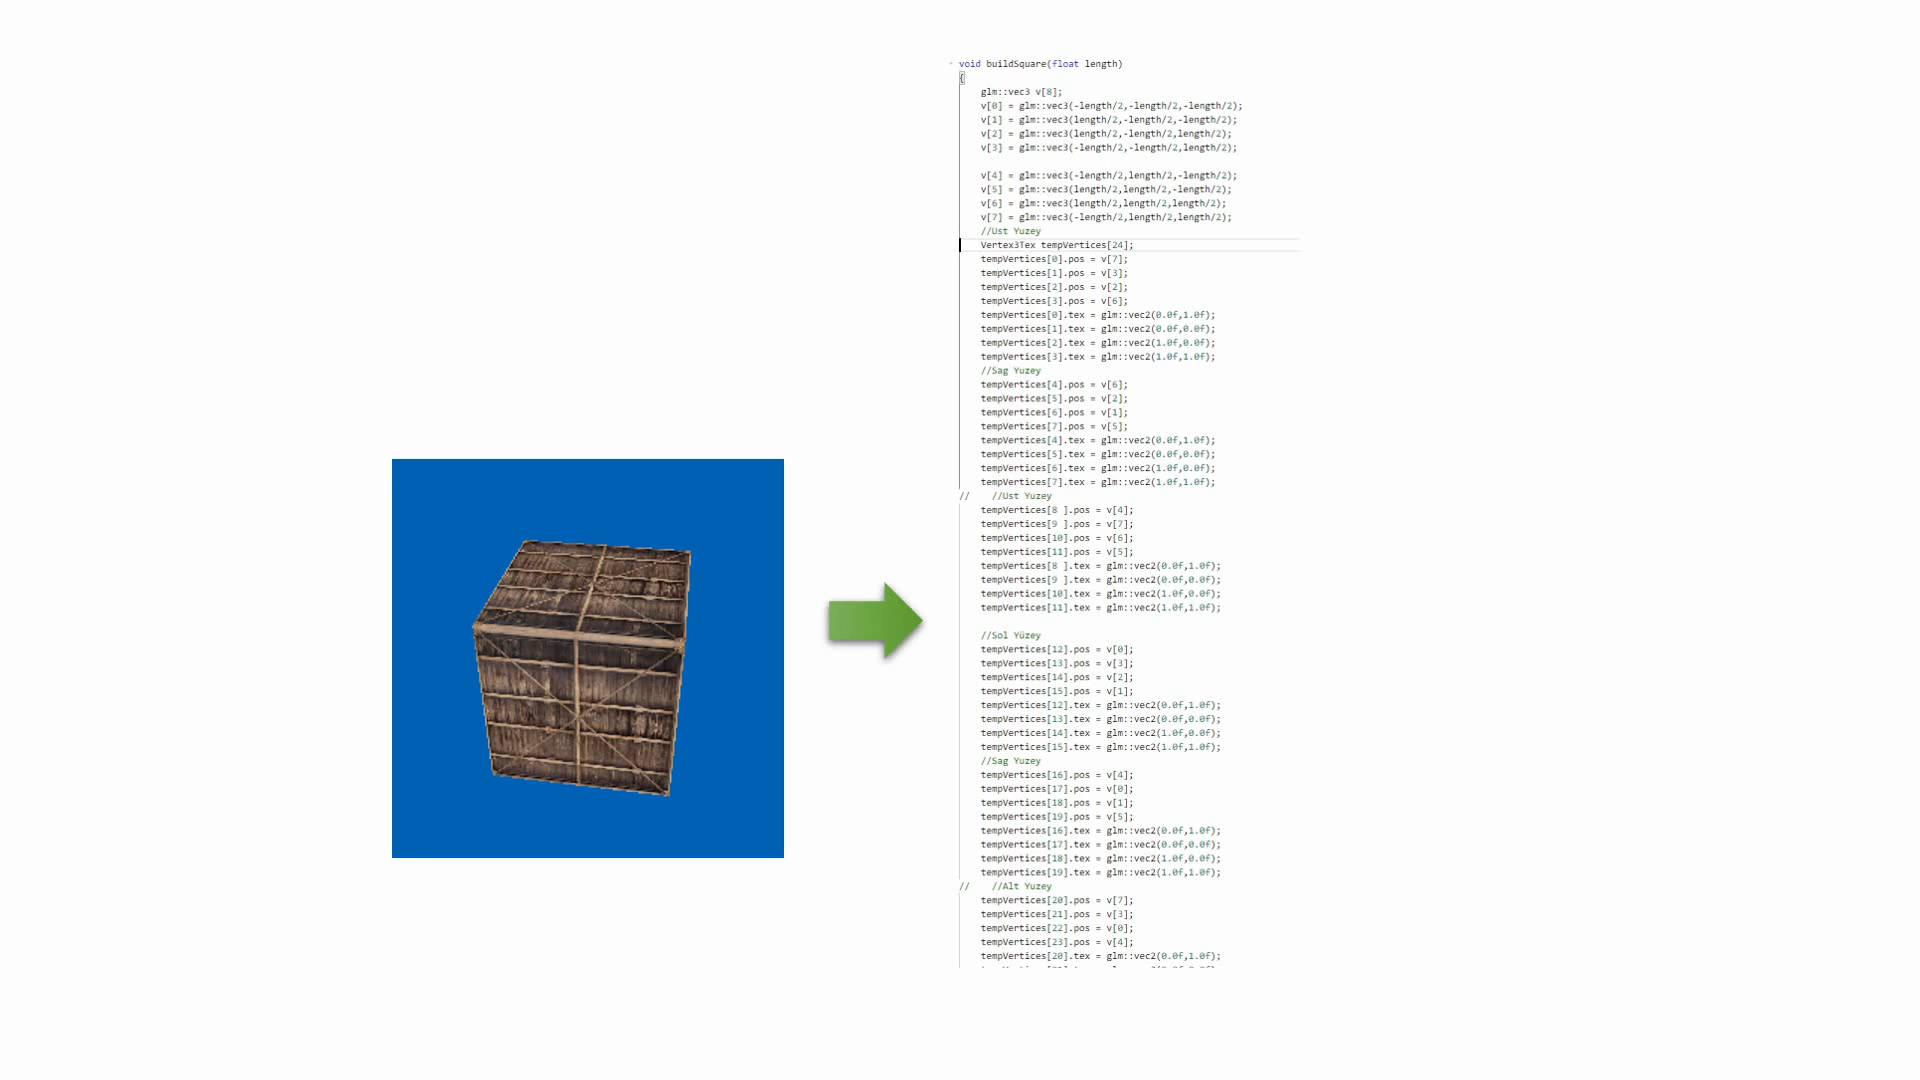 void buildSquare(float length)
{
glm::vec3 v[8];
v[0] = glm::vec3(-length/2,-length/2,-length/2);
v[1] = glm::vec3(length/2,-length/2,-length/2);
v[2] = glm::vec3(length/2,-length/2,length/2);
v[3] = glm::vec3(-length/2,-length/2,length/2);
v[4] = glm::vec3(-length/2,length/2,-length/2);
v[5] = glm::vec3(length/2,length/2,-length/2);
v[6] = glm::vec3(length/2,length/2,length/2);
v[7] = glm::vec3(-length/2,length/2,length/2);
//Ust Yuzey
Vertex3Tex tempVertices[24];
tempVertices[0].pos = v[7];
tempVertices[1].pos = v[3];
tempVertices[2].pos = v[2];
tempVertices[3].pos = v[6];
tempVertices[0].tex = glm::vec2(0.0f,1.0f);
tempVertices[1].tex = glm::vec2(0.0f,0.0f);
tempVertices[2].tex = glm::vec2(1.0f,0.0f);
tempVertices[3].tex = glm::vec2(1.0f,1.0f);
//Sag Yuzey
tempVertices[4].pos = v[6];
tempVertices[5].pos = v[2];
tempVertices[6].pos = v[1];
tempVertices[7].pos = v[5];
tempVertices[4].tex = glm::vec2(0.0f,1.0f);
tempVertices[5].tex = glm::vec2(0.0f,0.0f);
tempVertices[6].tex = glm::vec2(1.0f,0.0f);
tempVertices[7].tex = glm::vec2(1.0f,1.0f);
// //Ust Yuzey
tempVertices[8 ].pos = v[4];
tempVertices[9 ].pos = v[7];
tempVertices[10].pos = v[6];
tempVertices[11].pos = v[5];
tempVertices[8 ].tex = glm::vec2(0.0f,1.0f);
tempVertices[9 ].tex = glm::vec2(0.0f,0.0f);
tempVertices[10].tex = glm::vec2(1.0f,0.0f);
tempVertices[11].tex = glm::vec2(1.0f,1.0f);
//Sol Yüzey
tempVertices[12].pos = v[0];
tempVertices[13].pos = v[3];
tempVertices[14].pos = v[2];
tempVertices[15].pos = v[1];
tempVertices[12].tex = glm::vec2(0.0f,1.0f);
tempVertices[13].tex = glm::vec2(0.0f,0.0f);
tempVertices[14].tex = glm::vec2(1.0f,0.0f);
tempVertices[15].tex = glm::vec2(1.0f,1.0f);
//Sag Yuzey
tempVertices[16].pos = v[4];
tempVertices[17].pos = v[0];
tempVertices[18].pos = v[1];
tempVertices[19].pos = v[5];
tempVertices[16].tex = glm::vec2(0.0f,1.0f);
tempVertices[17].tex = glm::vec2(0.0f,0.0f);
tempVertices[18].tex = glm::vec2(1.0f,0.0f);
tempVertices[19].tex = glm::vec2(1.0f,1.0f);
// //Alt Yuzey
tempVertices[20].pos = v[7];
tempVertices[21].pos = v[3];
tempVertices[22].pos = v[0];
tempVertices[23].pos = v[4];
tempVertices[20].tex = glm::vec2(0.0f,1.0f);